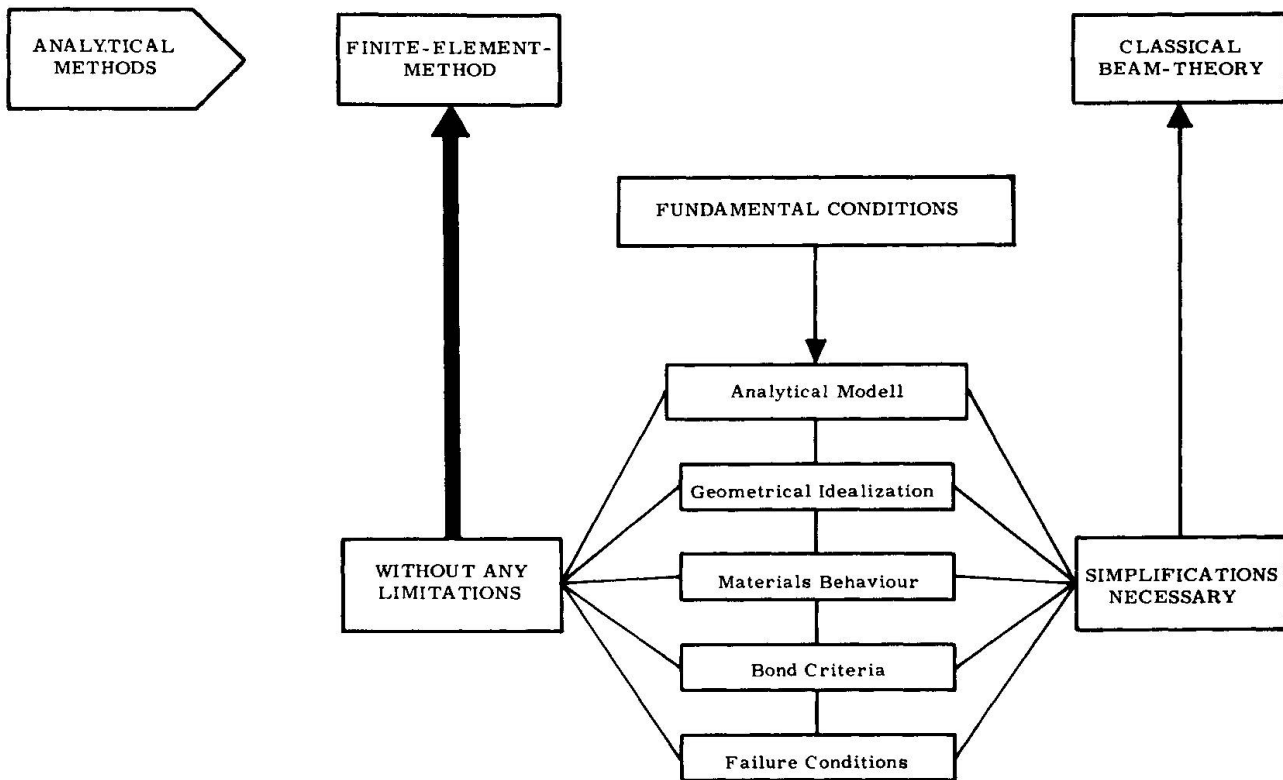 ANALYTICAL
METHODS
FINITE-ELEMENT-
METHOD
CLASSICAL
BEAM-THEORY
FUNDAMENTAL CONDITIONS
Analytical Modell
Geometrical Idealization
Materials Behaviour
Bond Criteria
Failure Conditions
WITHOUT ANY
LIMITATIONS
SIMPLIFICATIONS
NECESSARY